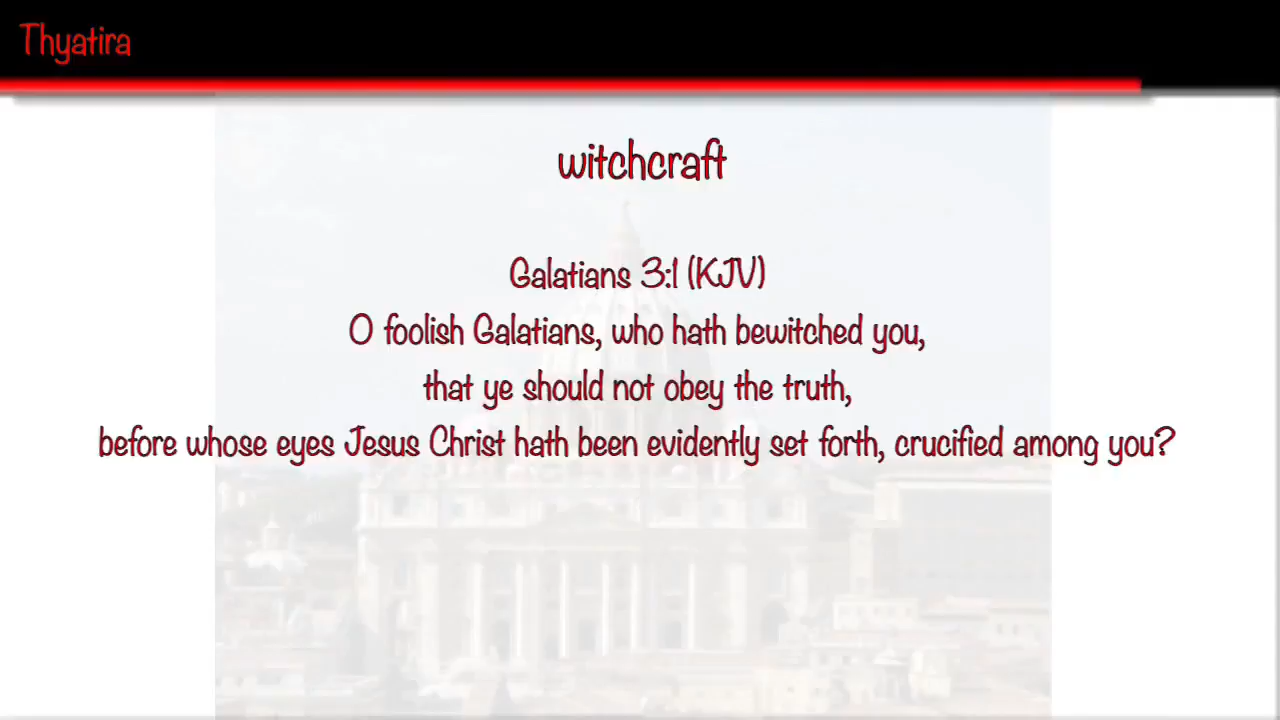 Thyatira
witchcraft
Galatians 3:1 (KJV)
O foolish Galatians, who hath bewitched you,
that ye should not obey the truth,
before whose eyes Jesus Christ hath been evidently set forth, crucified among you?